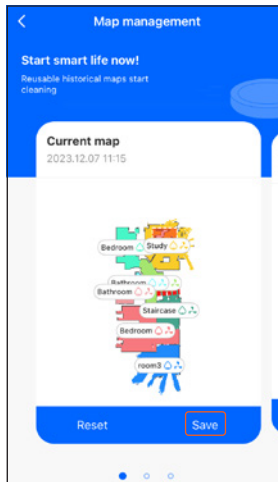 Map management
Start smart life now!
Reusable historical maps start
cleaning
Current map
2023.12.07 11:15
Bedroom
Study
Bathroom
Bathroom
Staircase
Bedroom
room3
Reset
Save